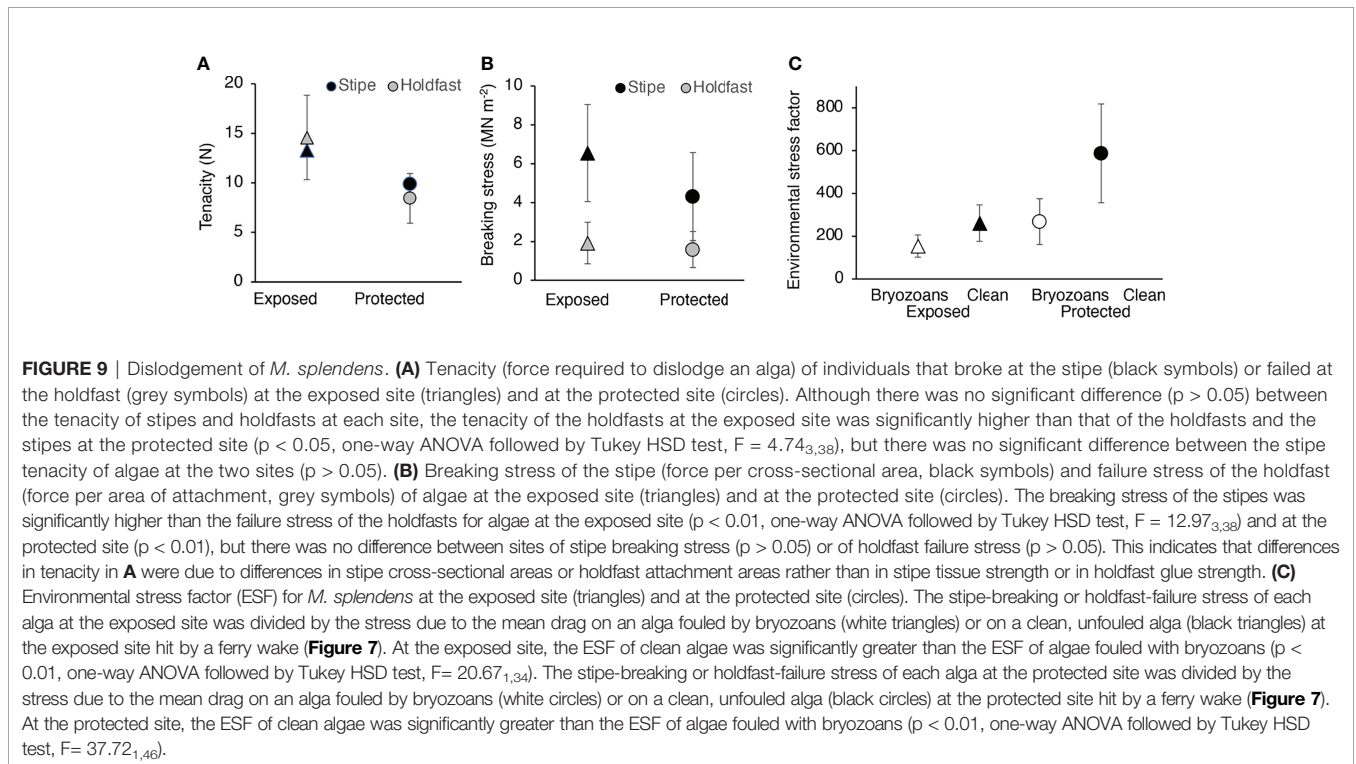 A
B
C
20
15
10
5
0
Tenacity (N)
Stipe Holdfast
Exposed Protected
10
8
6
4
2
0
Breaking stress (MN m-2)
Stipe Holdfast
Exposed Protected
800
600
400
200
0
Environmental stress factor
Bryozoans Clean Bryozoans Clean
Exposed Protected
FIGURE 9 | Dislodgement of M. splendens. (A) Tenacity (force required to dislodge an alga) of individuals that broke at the stipe (black symbols) or failed at
the holdfast (grey symbols) at the exposed site (triangles) and at the protected site (circles). Although there was no significant difference (p > 0.05) between
the tenacity of stipes and holdfasts at each site, the tenacity of the holdfasts at the exposed site was significantly higher than that of the holdfasts and the
stipes at the protected site (p < 0.05, one-way ANOVA followed by Tukey HSD test, F = 4.743,38), but there was no significant difference between the stipe
tenacity of algae at the two sites (p > 0.05). (B) Breaking stress of the stipe (force per cross-sectional area, black symbols) and failure stress of the holdfast
(force per area of attachment, grey symbols) of algae at the exposed site (triangles) and at the protected site (circles). The breaking stress of the stipes was
significantly higher than the failure stress of the holdfasts for algae at the exposed site (p < 0.01, one-way ANOVA followed by Tukey HSD test, F = 12.973,38) and at the
protected site (p < 0.01), but there was no difference between sites of stipe breaking stress (p > 0.05) or of holdfast failure stress (p > 0.05). This indicates that differences
in tenacity in A were due to differences in stipe cross-sectional areas or holdfast attachment areas rather than in stipe tissue strength or in holdfast glue strength. (C)
Environmental stress factor (ESF) for M. splendens at the exposed site (triangles) and at the protected site (circles). The stipe-breaking or holdfast-failure stress of each
alga at the exposed site was divided by the stress due to the mean drag on an alga fouled by bryozoans (white triangles) or on a clean, unfouled alga (black triangles) at
the exposed site hit by a ferry wake (Figure 7). At the exposed site, the ESF of clean algae was significantly greater than the ESF of algae fouled with bryozoans (p <
0.01, one-way ANOVA followed by Tukey HSD test, F= 20.671,34). The stipe-breaking or holdfast-failure stress of each alga at the protected site was divided by the
stress due to the mean drag on an alga fouled by bryozoans (white circles) or on a clean, unfouled alga (black circles) at the protected site hit by a ferry wake (Figure 7).
At the protected site, the ESF of clean algae was significantly greater than the ESF of algae fouled with bryozoans (p < 0.01, one-way ANOVA followed by Tukey HSD
test, F= 37.721,46).